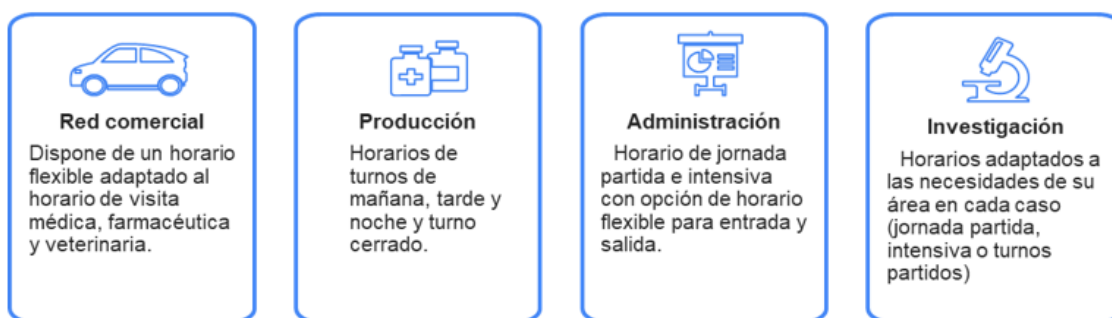 Red comercial
Dispone de un horario
flexible adaptado al
horario de visita
médica, farmacéutica
y veterinaria.
Producción
Horarios de
turnos de
mañana, tarde y
noche y turno
cerrado.
Administración
Horario de jornada
partida e intensiva
con opción de horario
flexible para entrada y
salida.
Investigación
Horarios adaptados a
las necesidades de su
área en cada caso
(jornada partida,
intensiva o turnos
partidos)